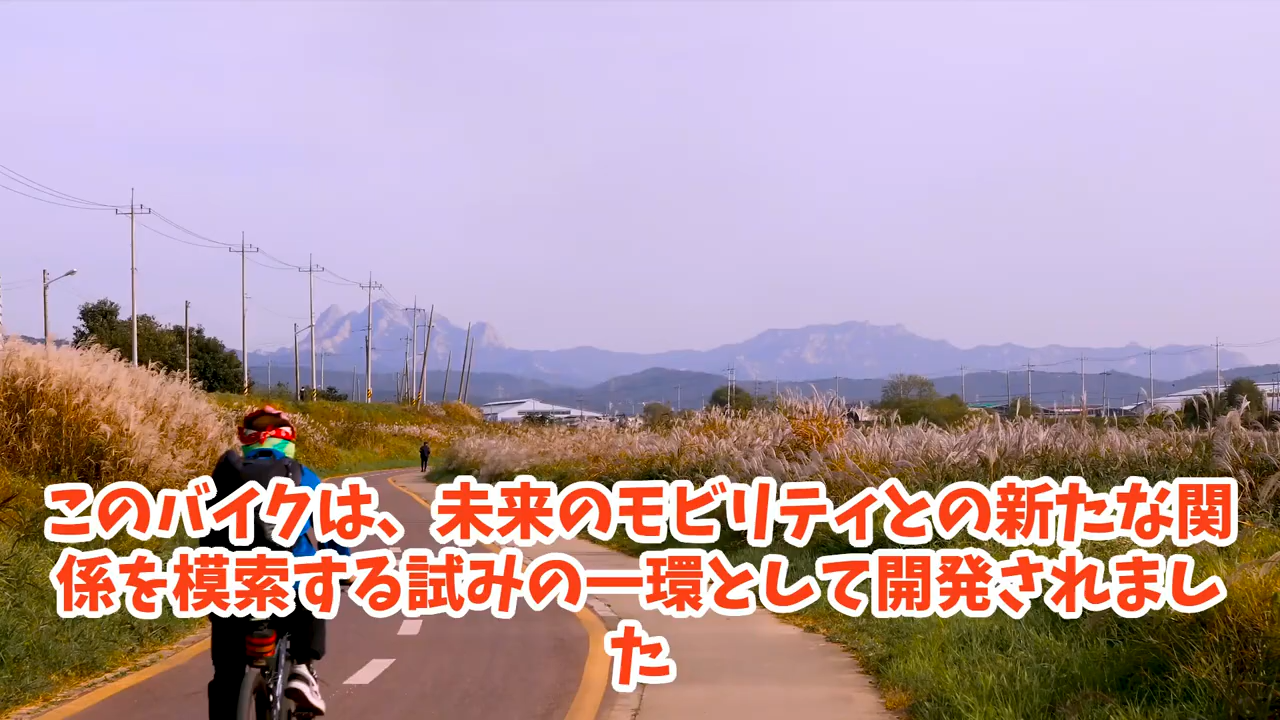 このバイクは、未来のモビリティとの新たな関
係を模索する試みの一環として開発されまし
た